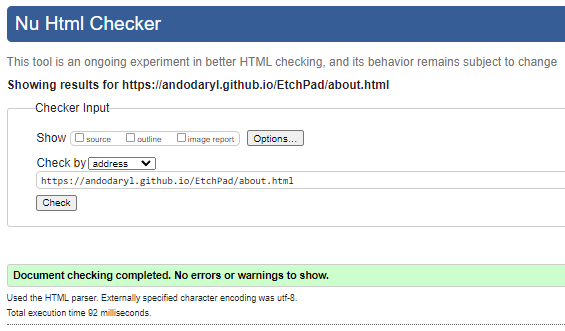 Nu Html Checker
This tool is an ongoing experiment in better HTML checking, and its behavior remains subject to change
Showing results for https://andodaryl.github.io/EtchPad/about.html
Checker Input
Show source outline image report Options...
Check by address
https://andodaryl.github.io/EtchPad/about.html
Check
Document checking completed. No errors or warnings to show.
Used the HTML parser. Externally specified character encoding was utf-8.
Total execution time 92 milliseconds.